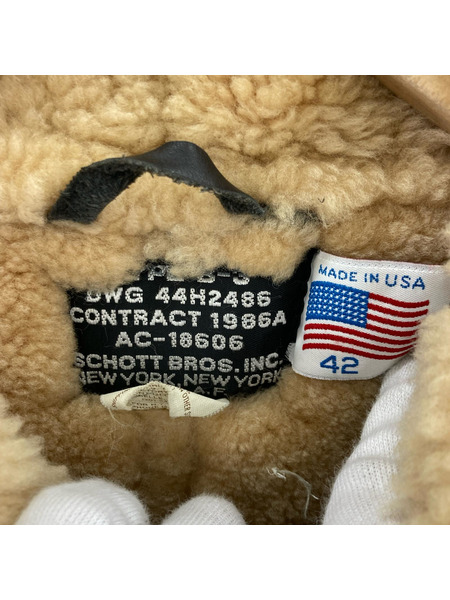 DWG 44H2486
CONTRACT 1986A
AC-18606
SCHOTT BROS. INC.
NEW YORK, NEW YORK
A.F
MADE IN USA
42